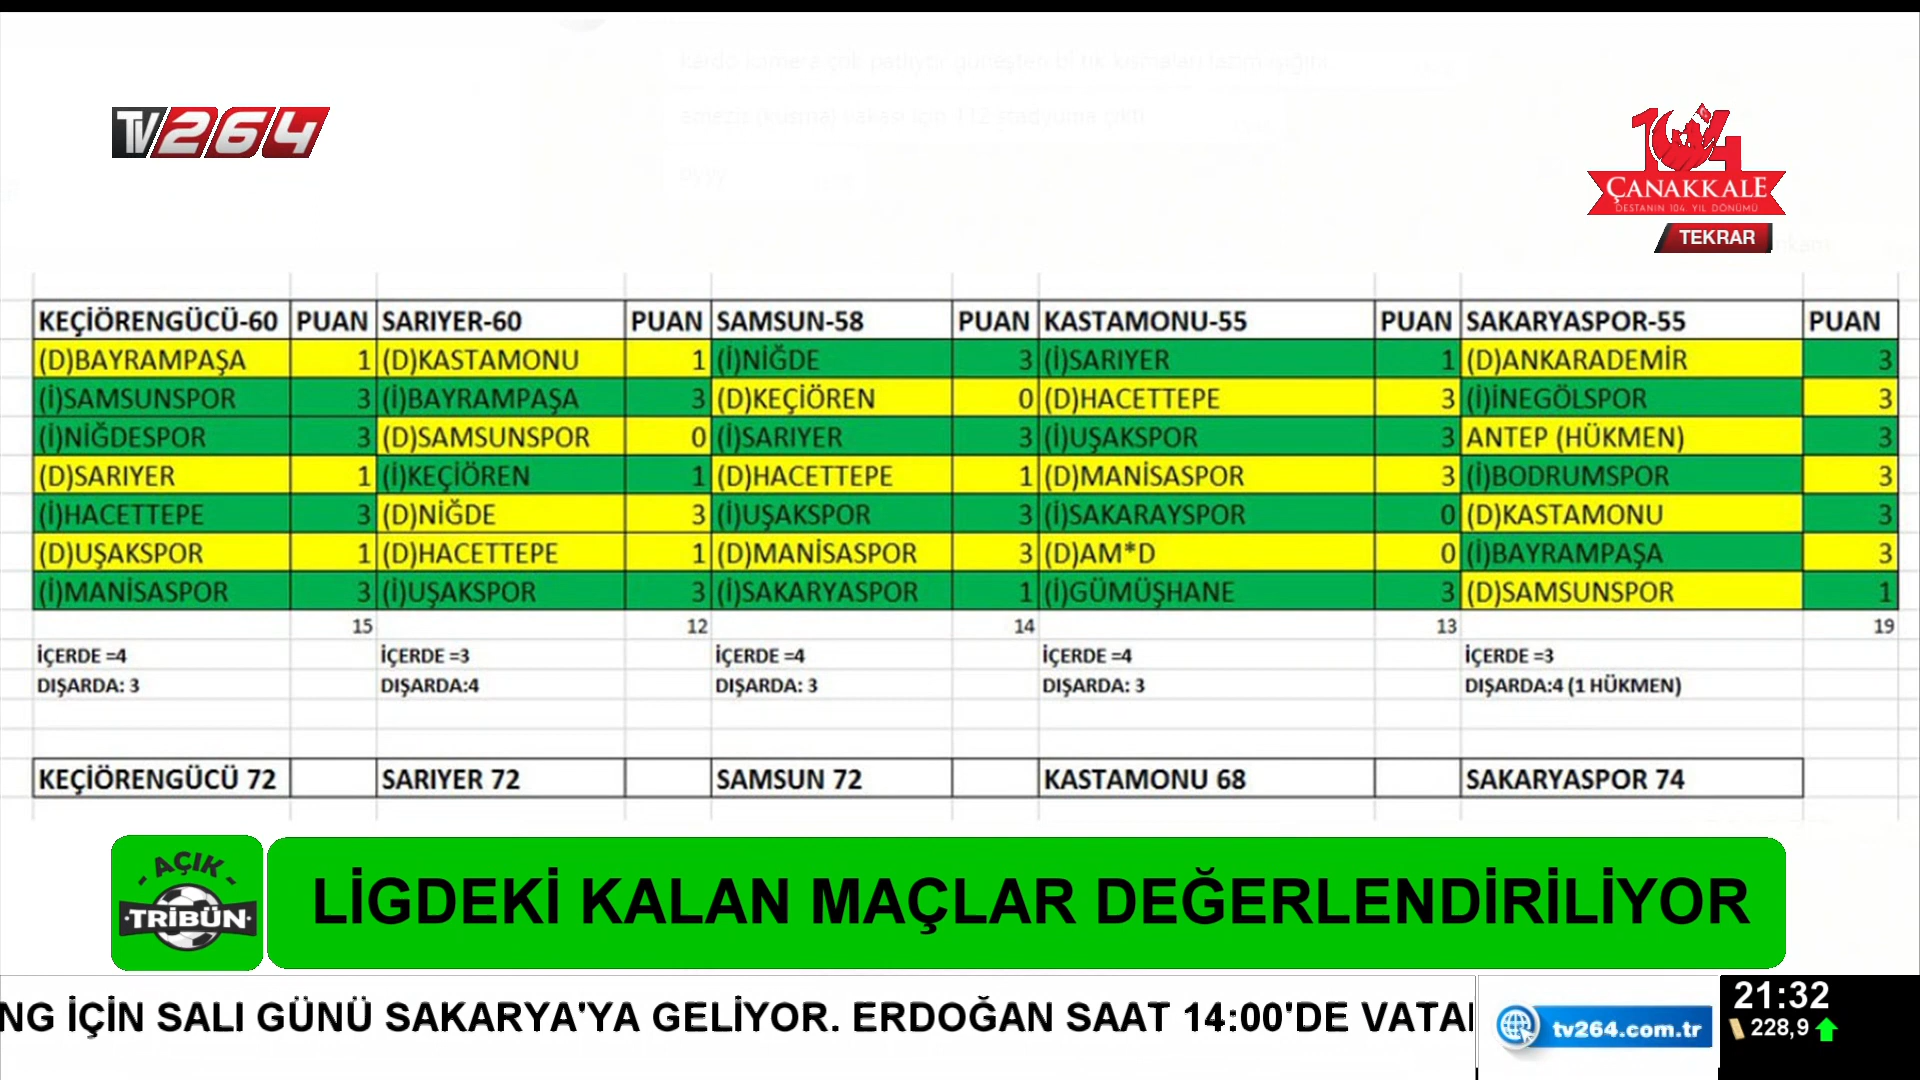 TV264
104
ÇANAKKALE
DESTANIN 104. YIL DÖNÜMÜ
TEKRAR
KEÇİÖRENGÜCÜ-60 PUAN SARIYER-60 PUAN SAMSUN-58 PUAN KASTAMONU-55 PUAN SAKARYASPOR-55 PUAN
(D)BAYRAMPAŞA 1 (D)KASTAMONU 1 (İ)NİĞDE 3 (İ)SARIYER 1 (D)ANKARADEMİR 3
(İ)SAMSUNSPOR 3 (İ)BAYRAMPAŞA 3 (D)KEÇİÖREN 0 (D)HACETTEPE 3 (İ)İNEGÖLSPOR 3
(İ)NİĞDESPOR 3 (D)SAMSUNSPOR 0 (İ)SARIYER 3 (İ)UŞAKSPOR 3 ANTEP (HÜKMEN) 3
(D)SARIYER 1 (İ)KEÇİÖREN 1 (D)HACETTEPE 1 (D)MANİSASPOR 3 (İ)BODRUMSPOR 3
(İ)HACETTEPE 3 (D)NİĞDE 3 (İ)UŞAKSPOR 3 (İ)SAKARAYSPOR 0 (D)KASTAMONU 3
(D)UŞAKSPOR 1 (D)HACETTEPE 1 (D)MANİSASPOR 3 (D)AM*D 0 (İ)BAYRAMPAŞA 3
(İ)MANİSASPOR 3 (İ)UŞAKSPOR 3 (İ)SAKARYASPOR 1 (İ)GÜMÜŞHANE 3 (D)SAMSUNSPOR 1
15 12 14 13 19
İÇERDE =4 İÇERDE =3 İÇERDE =4 İÇERDE =4 İÇERDE =3
DIŞARDA: 3 DIŞARDA:4 DIŞARDA: 3 DIŞARDA: 3 DIŞARDA:4 (1 HÜKMEN)
KEÇİÖRENGÜCÜ 72 SARIYER 72 SAMSUN 72 KASTAMONU 68 SAKARYASPOR 74
- AÇIK -
·TRİBÜN·
LİGDEKİ KALAN MAÇLAR DEĞERLENDİRİLİYOR
NG İÇİN SALI GÜNÜ SAKARYA'YA GELİYOR. ERDOĞAN SAAT 14:00'DE VATAN
tv264.com.tr
21:32
228,9